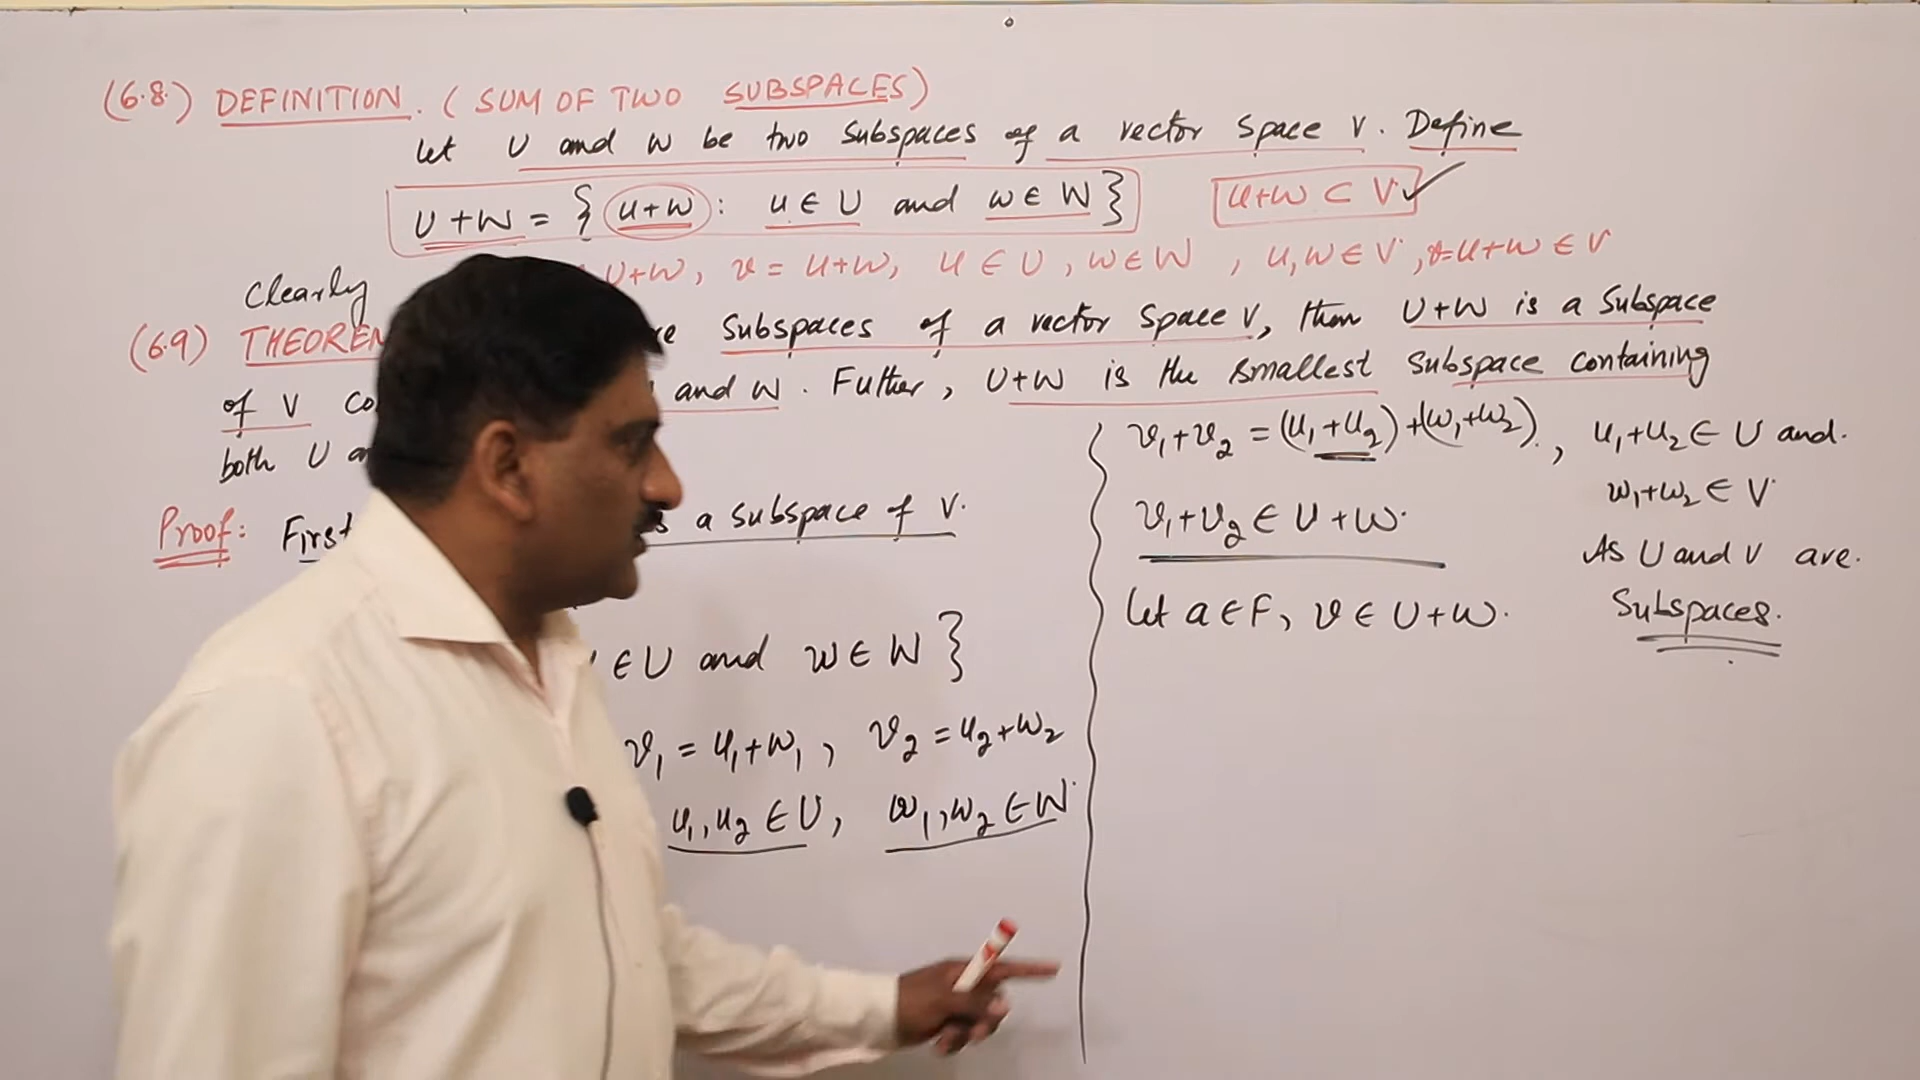 (6.8) DEFINITION. (SUM OF TWO SUBSPACES)
Let U and W be two subspaces of a vector space V. Define
U+W = { u+w : u∈U and w∈W } u+w ⊂ V ✓
Clearly U+W, v = u+w, u∈U, w∈W, u,w∈V, v=u+w∈V
(6.9) THEOREM subspaces of a vector space V, then U+W is a subspace
of V and W. Futher, U+W is the smallest subspace containing
both U
Proof: First a subspace of V.
∈U and w∈W }
v₁ = u₁+w₁, v₂ = u₂+w₂
u₁,u₂∈U, w₁,w₂∈W
v₁+v₂ = (u₁+u₂)+(w₁+w₂)., u₁+u₂∈U and.
w₁+w₂∈V
v₁+v₂∈U+W.
As U and V are.
Subspaces.
Let a∈F, v∈U+W.